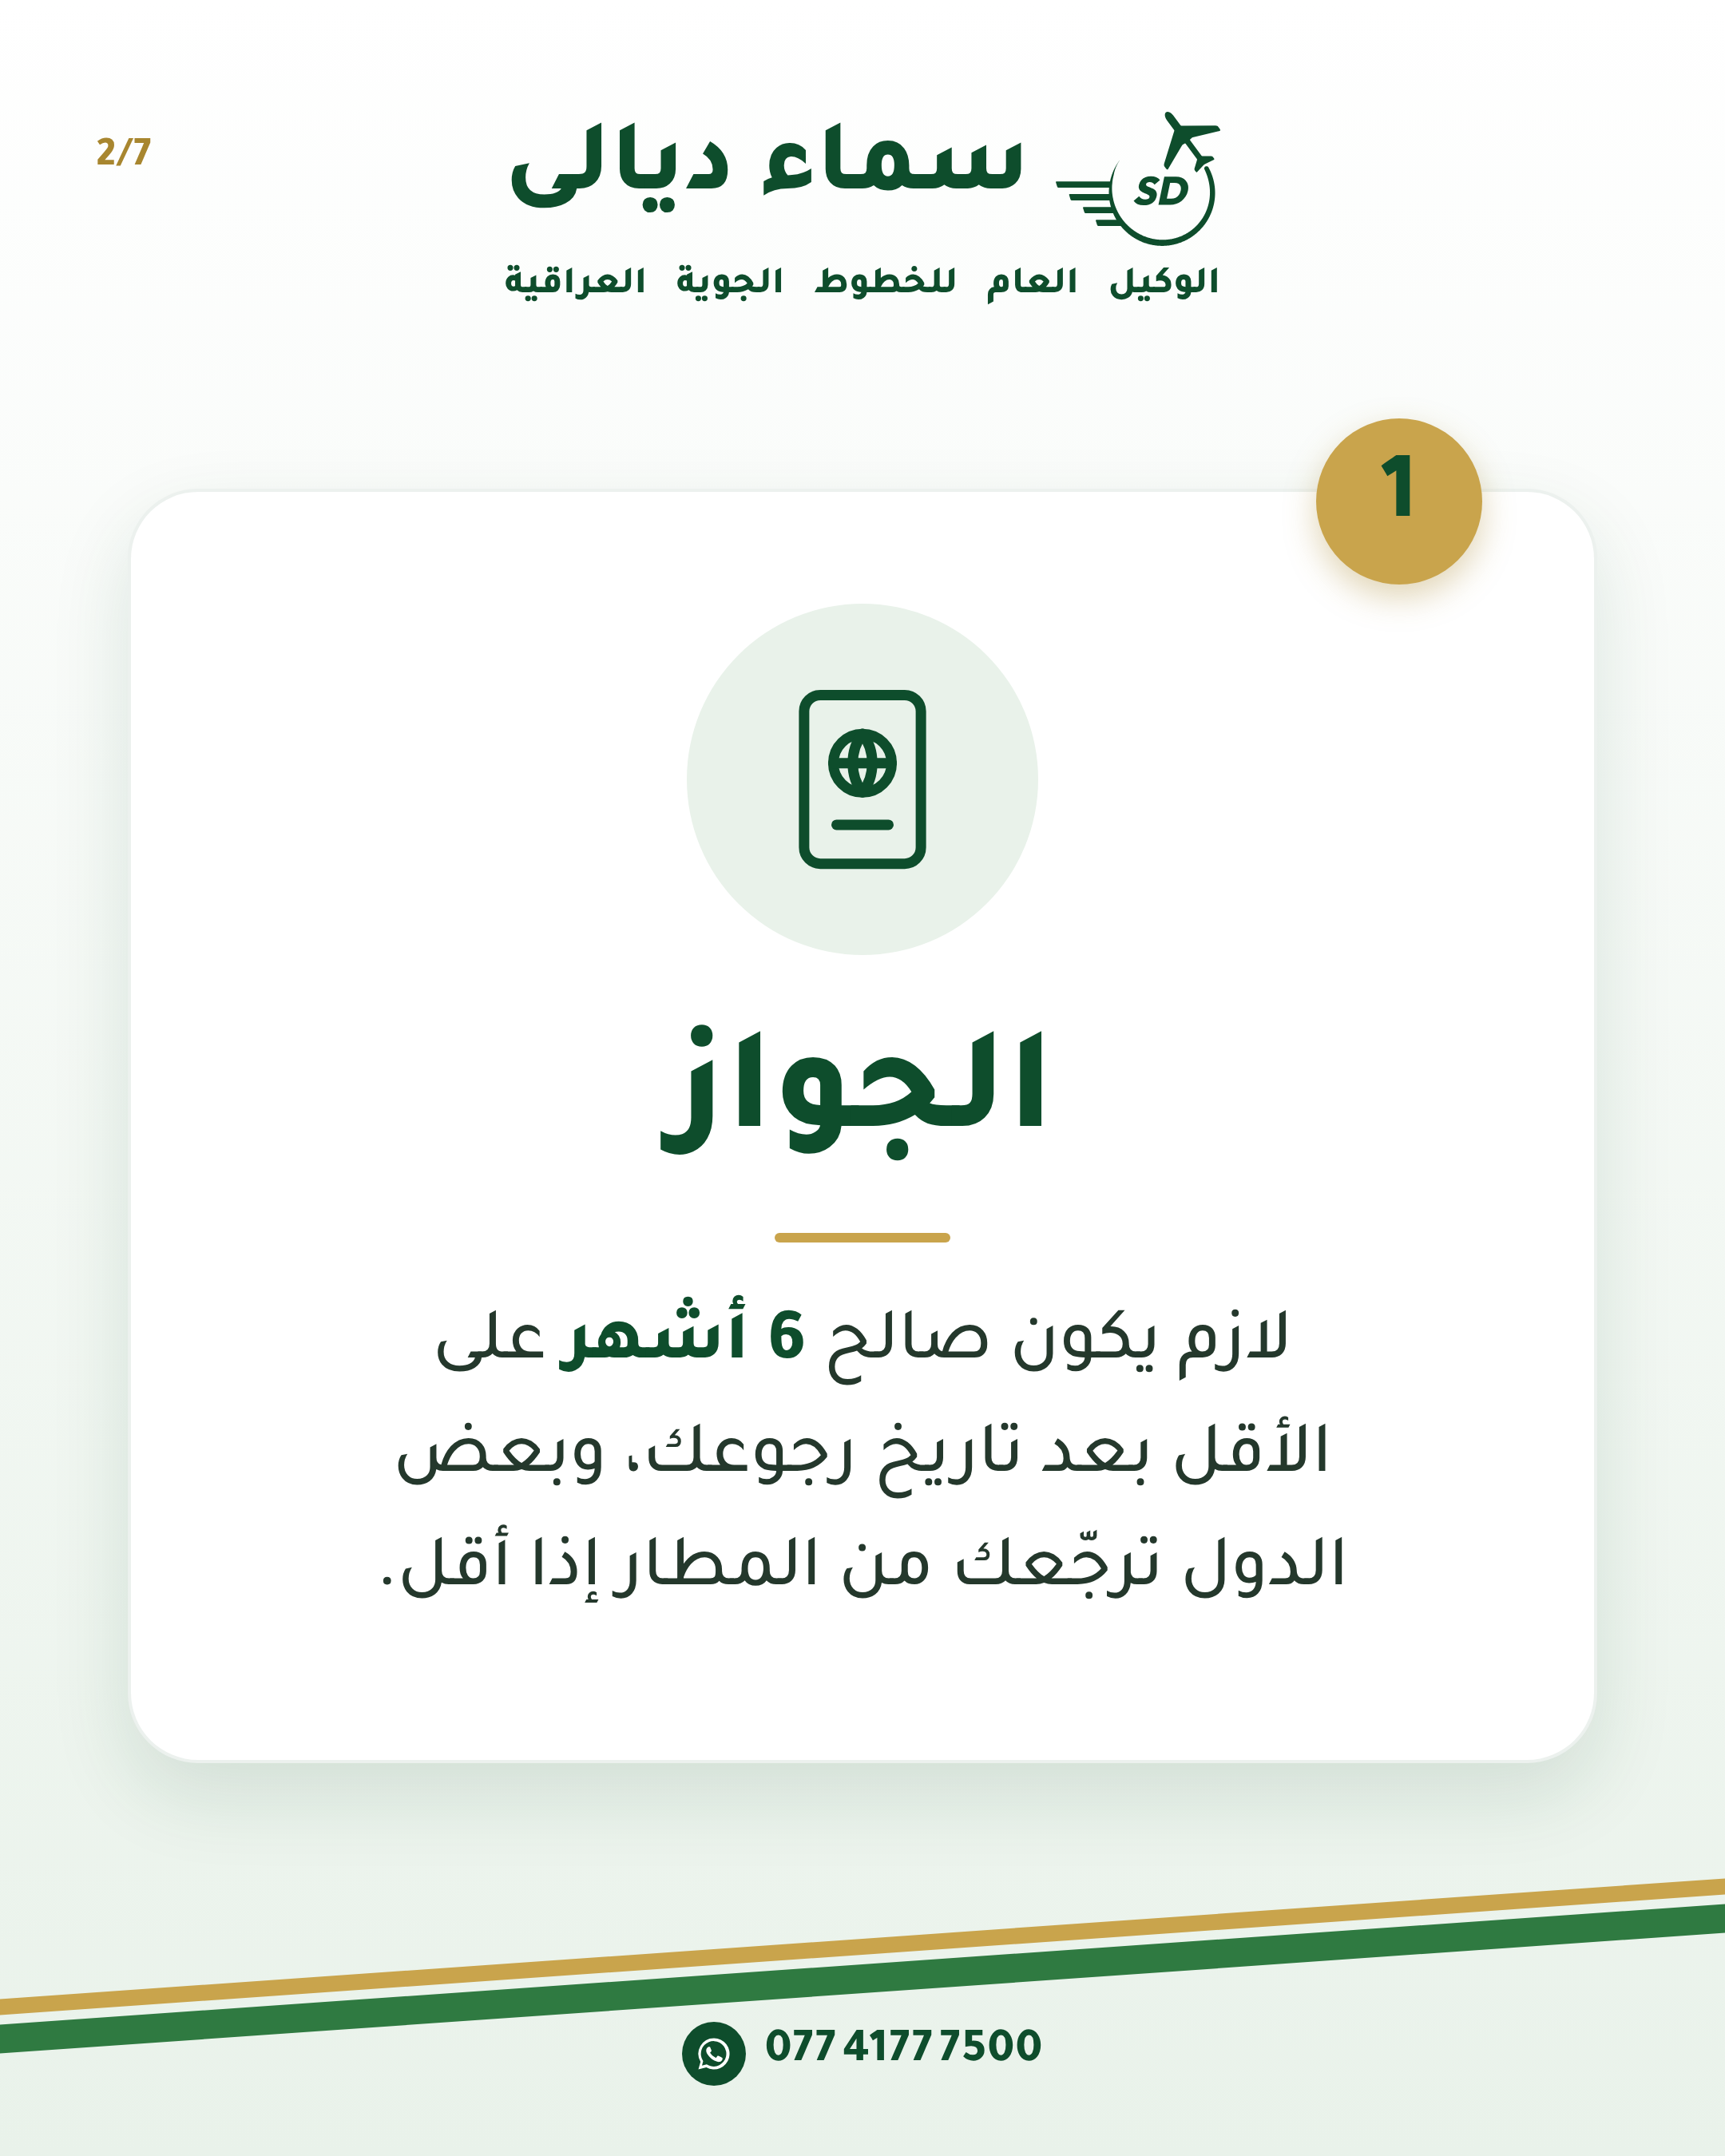 2/7
سماء ديالى
SD
الوكيل العام للخطوط الجوية العراقية
1
الجواز
لازم يكون صالح 6 أشهر على
الأقل بعد تاريخ رجوعك، وبعض
الدول ترجّعك من المطار إذا أقل.
077 4177 7500